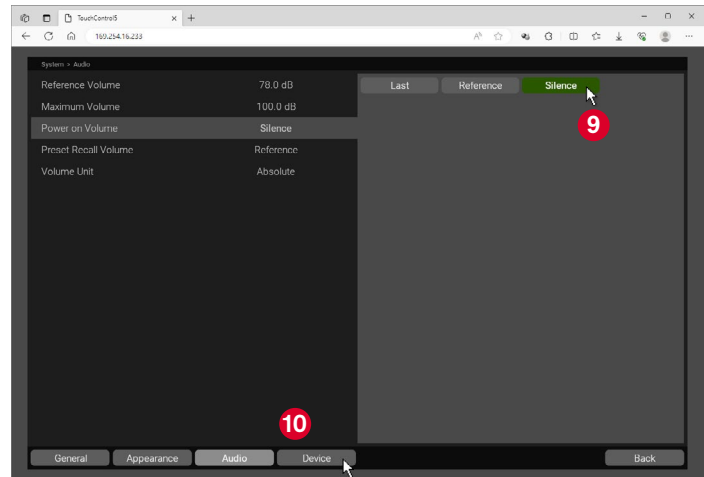 TouchControl5
169.254.16.233
System > Audio
Reference Volume 78.0 dB
Last Reference Silence
Maximum Volume 100.0 dB
9
Power on Volume Silence
Preset Recall Volume Reference
Volume Unit Absolute
10
General Appearance Audio Device Back